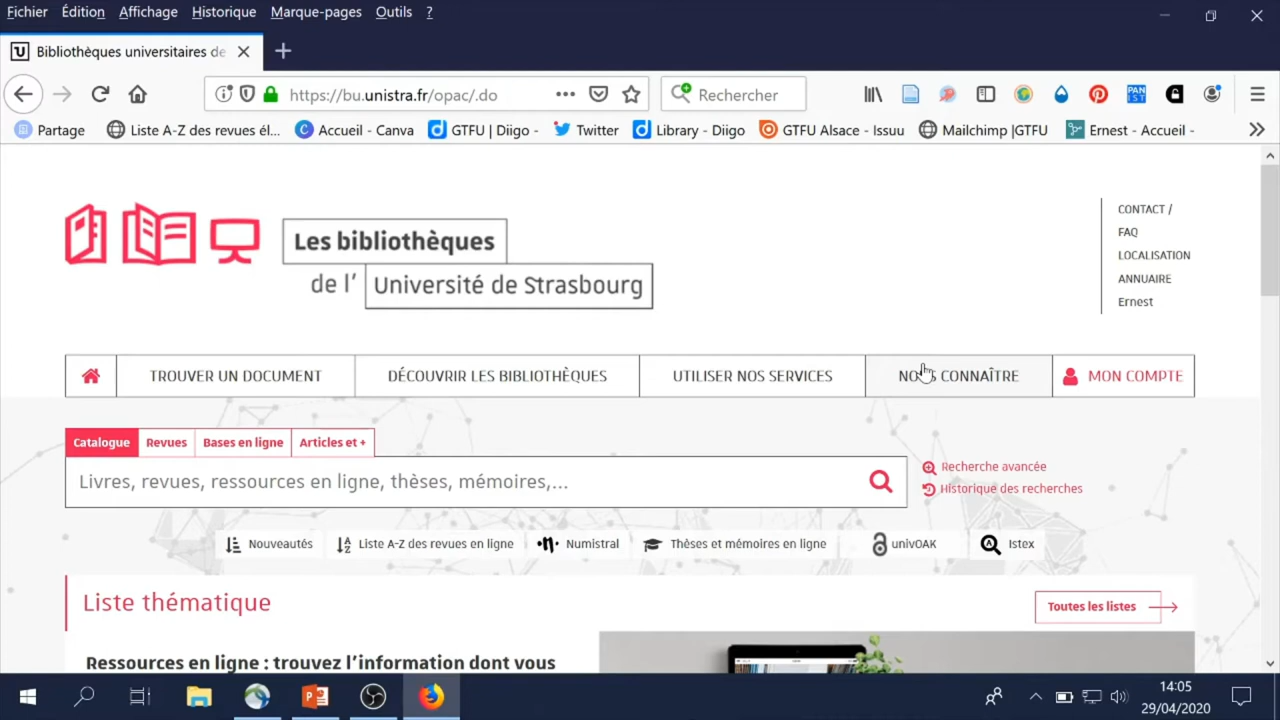 Fichier Édition Affichage Historique Marque-pages Outils ?
Bibliothèques universitaires de
https://bu.unistra.fr/opac/.do
Rechercher
Partage Liste A-Z des revues él... Accueil - Canva GTFU | Diigo - Twitter Library - Diigo GTFU Alsace - Issuu Mailchimp |GTFU Ernest - Accueil -
CONTACT /
FAQ
LOCALISATION
ANNUAIRE
Ernest
Les bibliothèques
de l' Université de Strasbourg
TROUVER UN DOCUMENT DÉCOUVRIR LES BIBLIOTHÈQUES UTILISER NOS SERVICES NOUS CONNAÎTRE MON COMPTE
Catalogue Revues Bases en ligne Articles et +
Livres, revues, ressources en ligne, thèses, mémoires,...
Recherche avancée
Historique des recherches
Nouveautés Liste A-Z des revues en ligne Numistral Thèses et mémoires en ligne univOAK Istex
Liste thématique
Toutes les listes
Ressources en ligne : trouvez l'information dont vous
14:05
29/04/2020